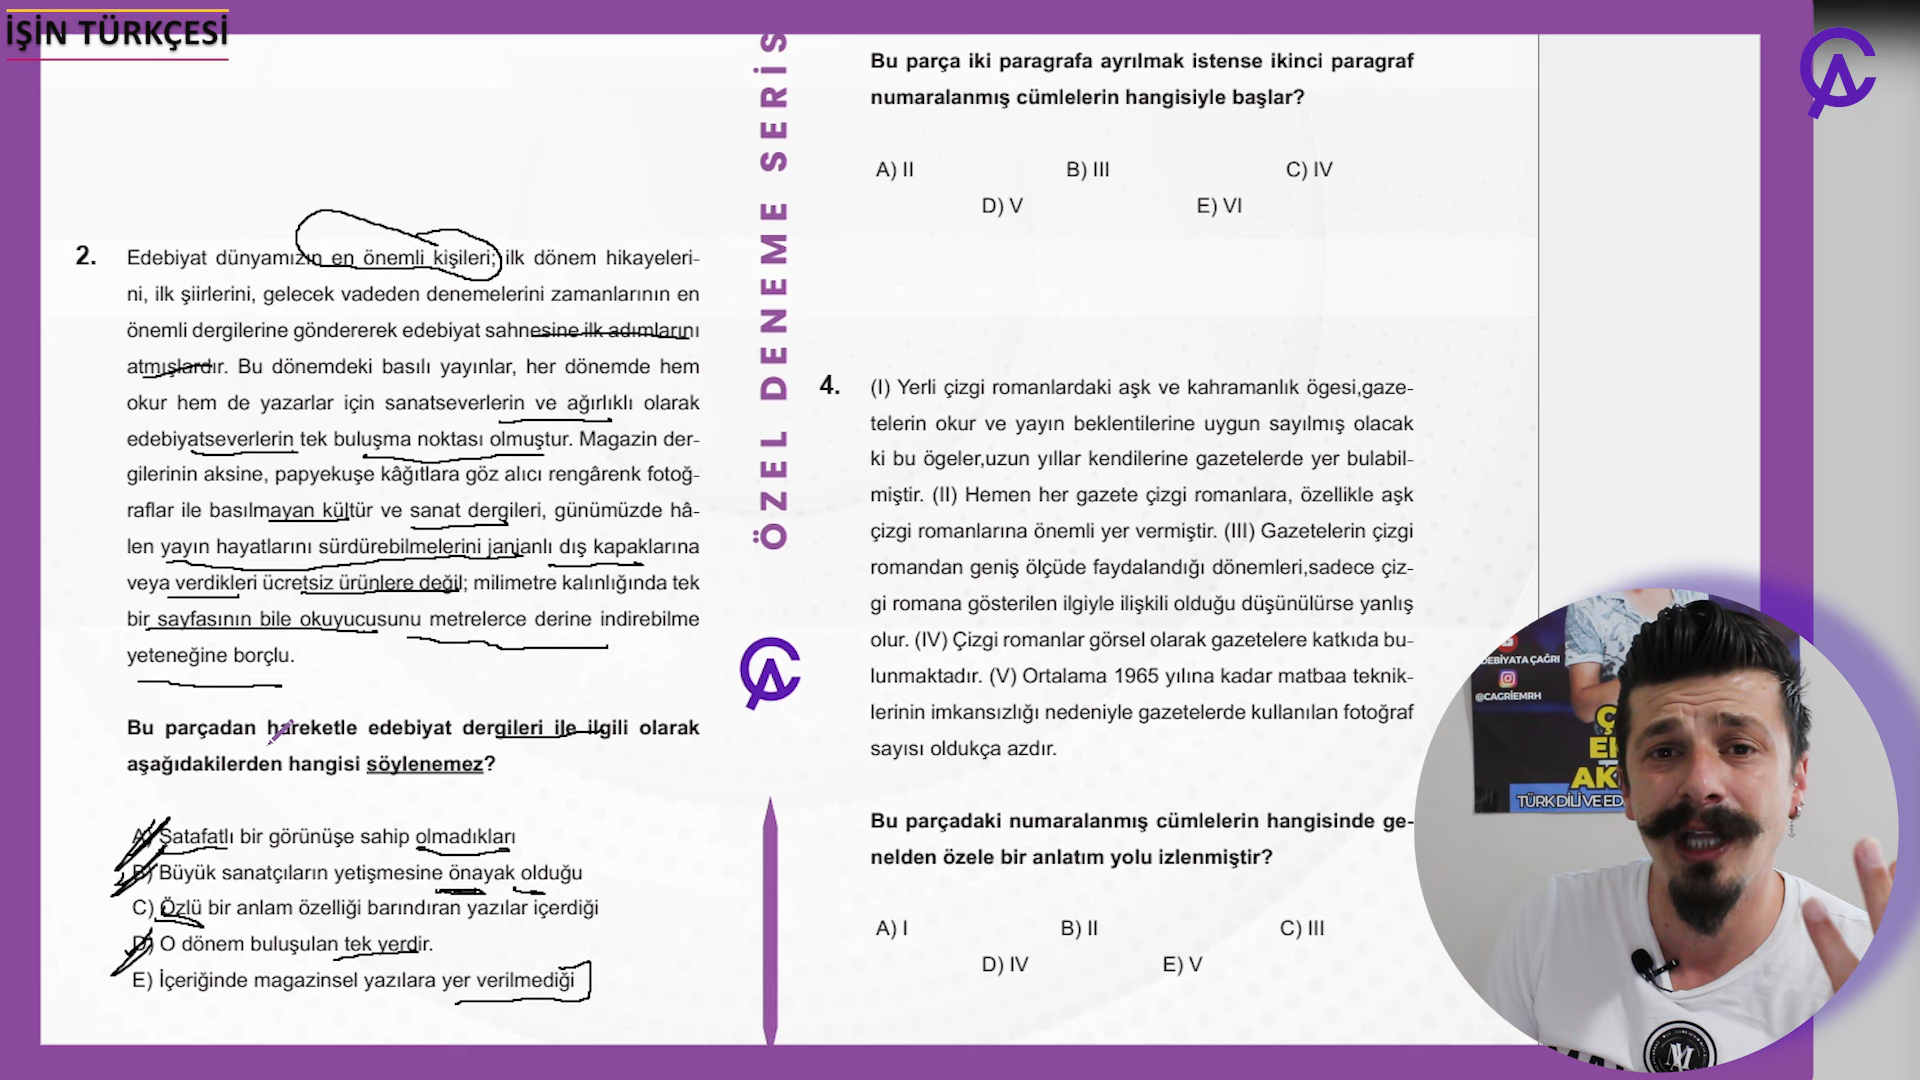 İŞİN TÜRKÇESİ
ÖZEL DENEME SERİS
2. Edebiyat dünyamızın en önemli kişileri; ilk dönem hikayeleri-
ni, ilk şiirlerini, gelecek vadeden denemelerini zamanlarının en
önemli dergilerine göndererek edebiyat sahnesine ilk adımlarını
atmışlardır. Bu dönemdeki basılı yayınlar, her dönemde hem
okur hem de yazarlar için sanatseverlerin ve ağırlıklı olarak
edebiyatseverlerin tek buluşma noktası olmuştur. Magazin der-
gilerinin aksine, papyekuşe kâğıtlara göz alıcı rengârenk fotoğ-
raflar ile basılmayan kültür ve sanat dergileri, günümüzde hâ-
len yayın hayatlarını sürdürebilmelerini janjanlı dış kapaklarına
veya verdikleri ücretsiz ürünlere değil; milimetre kalınlığında tek
bir sayfasının bile okuyucusunu metrelerce derine indirebilme
yeteneğine borçlu.
Bu parçadan hareketle edebiyat dergileri ile ilgili olarak
aşağıdakilerden hangisi söylenemez?
A) Şatafatlı bir görünüşe sahip olmadıkları
B) Büyük sanatçıların yetişmesine önayak olduğu
C) Özlü bir anlam özelliği barındıran yazılar içerdiği
D) O dönem buluşulan tek yerdir.
E) İçeriğinde magazinsel yazılara yer verilmediği
Bu parça iki paragrafa ayrılmak istense ikinci paragraf
numaralanmış cümlelerin hangisiyle başlar?
A) II B) III C) IV
D) V E) VI
4. (I) Yerli çizgi romanlardaki aşk ve kahramanlık ögesi,gaze-
telerin okur ve yayın beklentilerine uygun sayılmış olacak
ki bu ögeler,uzun yıllar kendilerine gazetelerde yer bulabil-
miştir. (II) Hemen her gazete çizgi romanlara, özellikle aşk
çizgi romanlarına önemli yer vermiştir. (III) Gazetelerin çizgi
romandan geniş ölçüde faydalandığı dönemleri,sadece çiz-
gi romana gösterilen ilgiyle ilişkili olduğu düşünülürse yanlış
olur. (IV) Çizgi romanlar görsel olarak gazetelere katkıda bu-
lunmaktadır. (V) Ortalama 1965 yılına kadar matbaa teknik-
lerinin imkansızlığı nedeniyle gazetelerde kullanılan fotoğraf
sayısı oldukça azdır.
Bu parçadaki numaralanmış cümlelerin hangisinde ge-
nelden özele bir anlatım yolu izlenmiştir?
A) I B) II C) III
D) IV E) V
@CAGRIEMRH